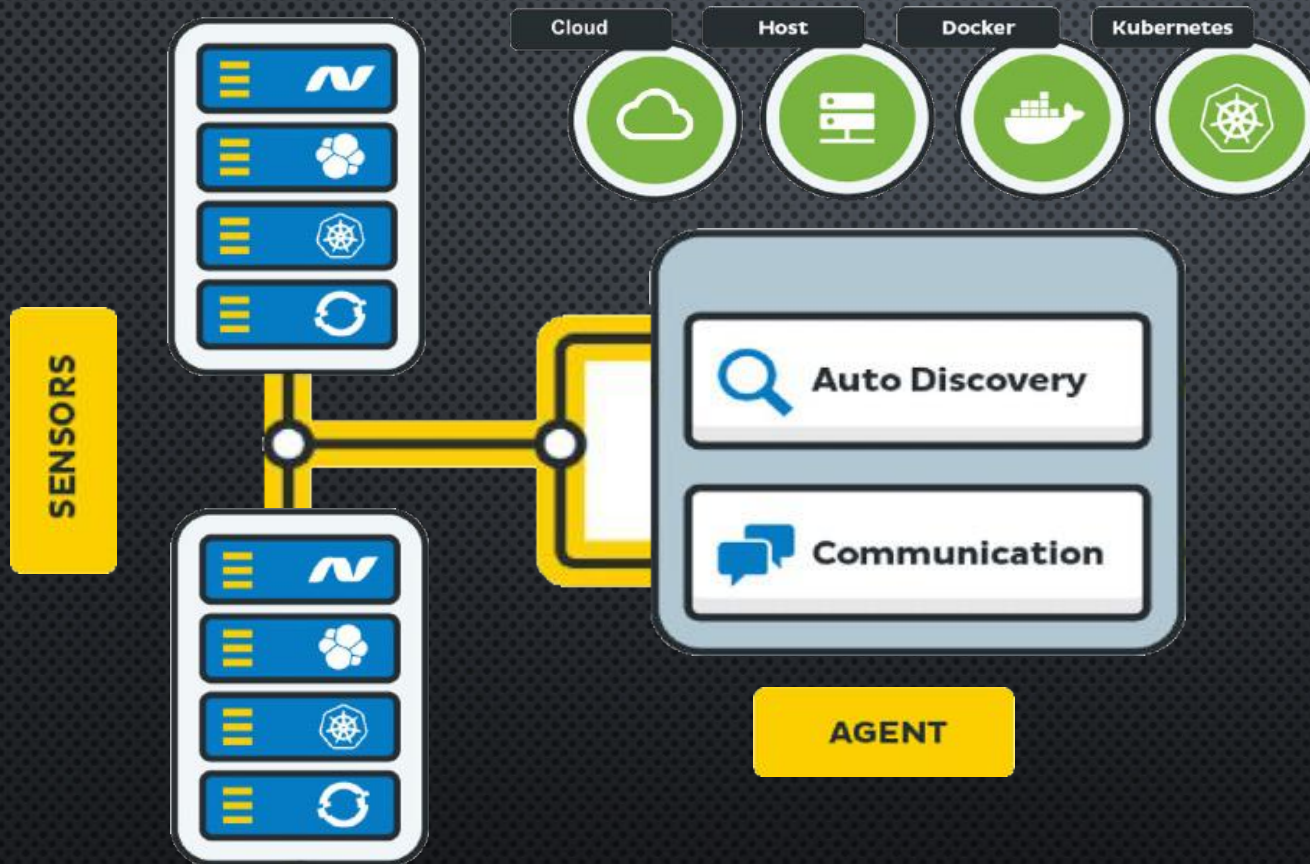 Cloud
Host
Docker
Kubernetes
SENSORS
Auto Discovery
Communication
AGENT